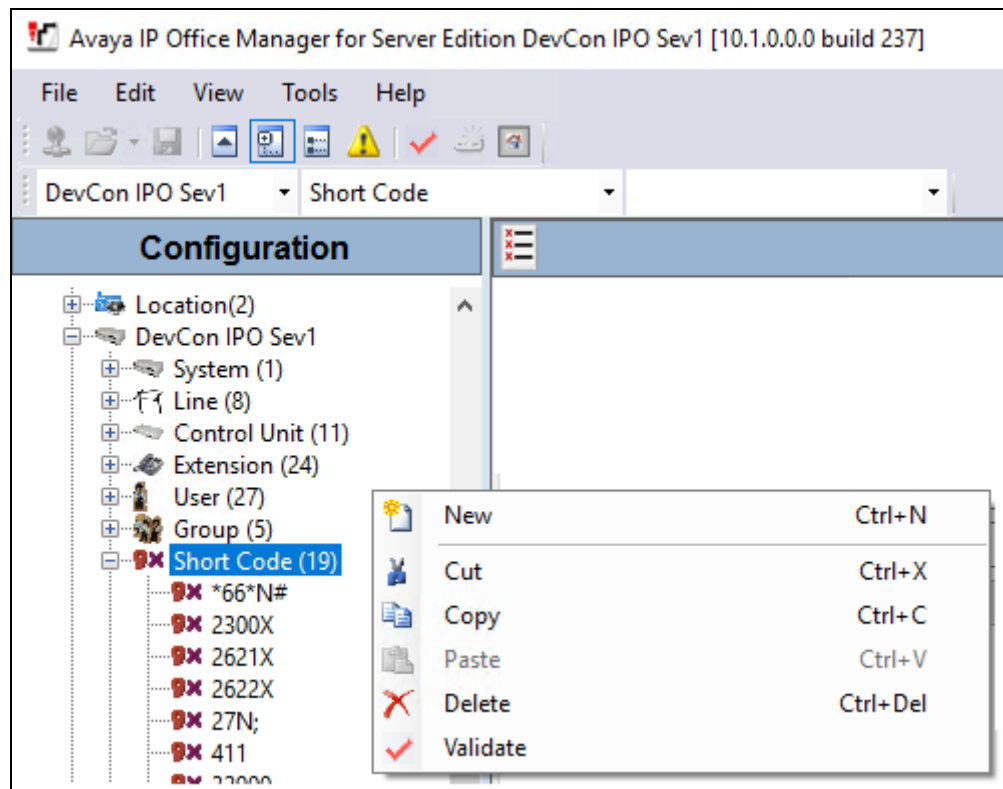 Avaya IP Office Manager for Server Edition DevCon IPO Sev1 [10.1.0.0.0 build 237]
File Edit View Tools Help
DevCon IPO Sev1 Short Code
Configuration
Location(2)
DevCon IPO Sev1
System (1)
Line (8)
Control Unit (11)
Extension (24)
User (27)
Group (5)
Short Code (19)
*66*N#
2300X
2621X
2622X
27N;
411
New Ctrl+N
Cut Ctrl+X
Copy Ctrl+C
Paste Ctrl+V
Delete Ctrl+Del
Validate